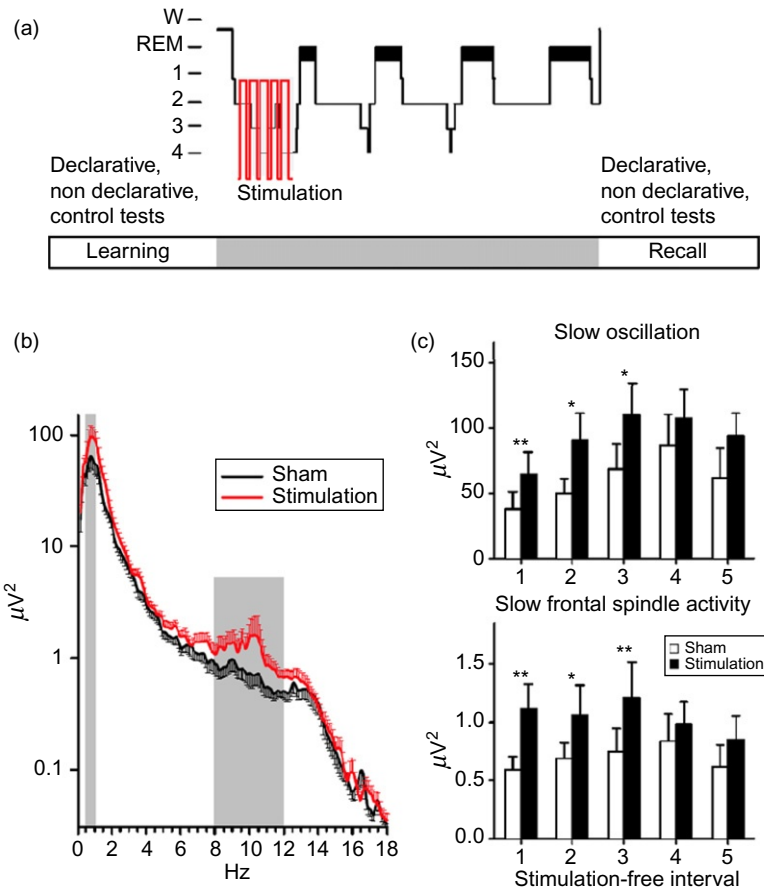 (a)
W
REM
1
2
3
4
Declarative,
non declarative,
control tests
Stimulation
Declarative,
non declarative,
control tests
Learning
Recall
(b)
100
10
1
0.1
μV²
0 2 4 6 8 10 12 14 16 18
Hz
Sham
Stimulation
(c)
Slow oscillation
150
100
50
0
μV²
** * *
1 2 3 4 5
Slow frontal spindle activity
1.5
1.0
0.5
0.0
μV²
** * **
Sham
Stimulation
1 2 3 4 5
Stimulation-free interval